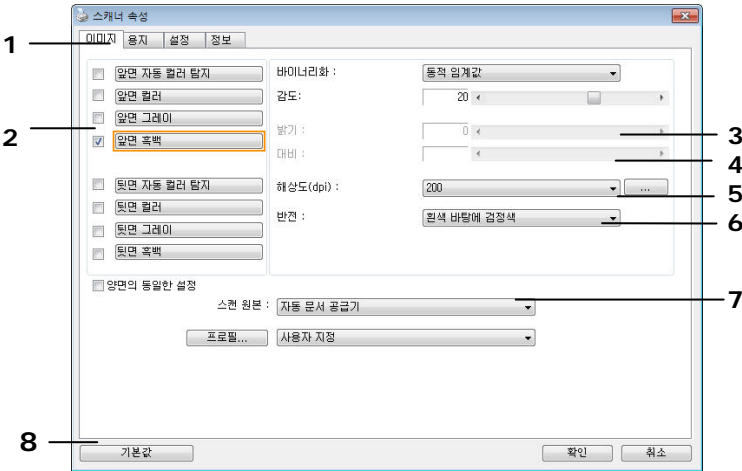 스캐너 속성
1
이미지 용지 설정 정보
2
앞면 자동 컬러 탐지
앞면 컬러
앞면 그레이
앞면 흑백
뒷면 자동 컬러 탐지
뒷면 컬러
뒷면 그레이
뒷면 흑백
바이너리화 : 동적 임계값
감도: 20
밝기 : 0 3
대비 : 4
해상도(dpi) : 200 ... 5
반전 : 흰색 바탕에 검정색 6
양면의 동일한 설정
스캔 원본 : 자동 문서 공급기 7
프로필... 사용자 지정
8
기본값 확인 취소